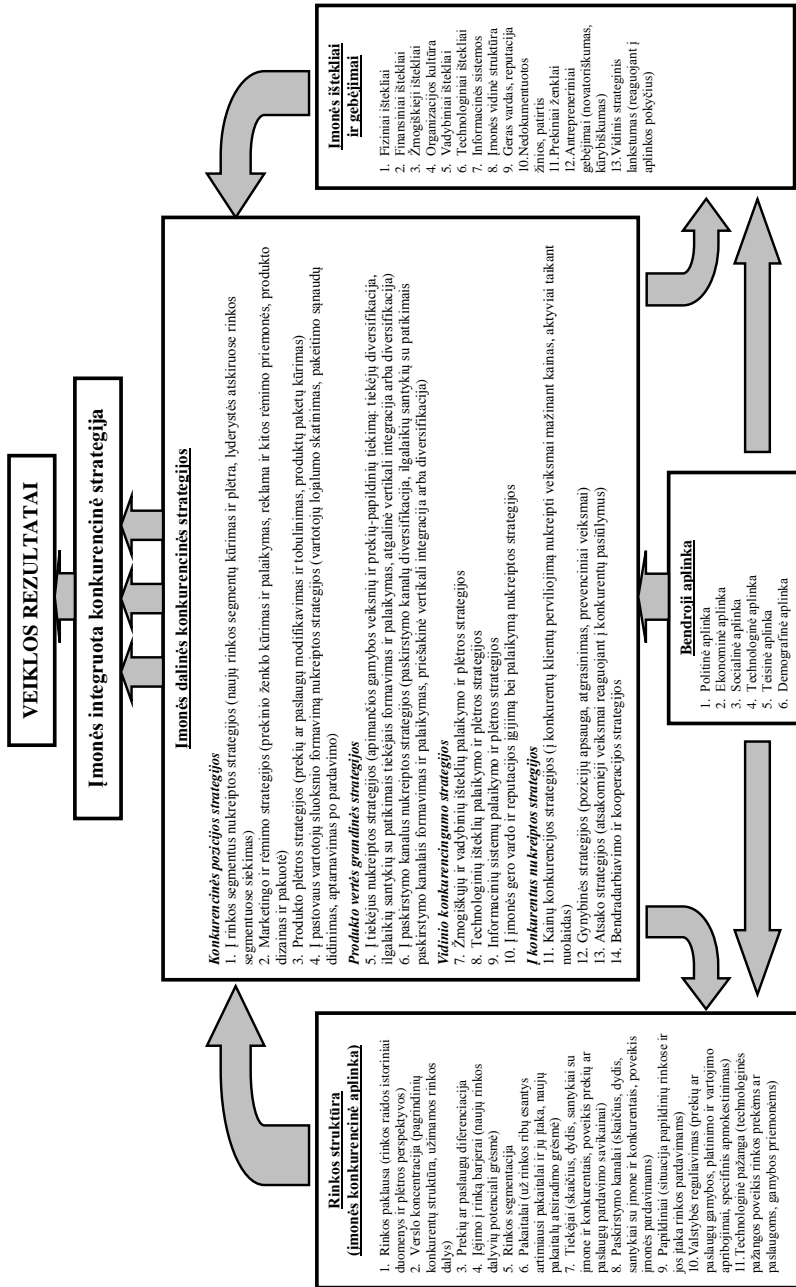 VEIKLOS REZULTATAI
Įmonės integruota konkurencinė strategija
Rinkos struktūra
(įmonės konkurencinė aplinka)
1. Rinkos paklausa (rinkos raidos istoriniai
duomenys ir plėtros perspektyvos)
2. Verslo koncentracija (pagrindinių
konkurentų struktūra, užimamos rinkos
dalys)
3. Prekių ar paslaugų diferenciacija
4. Įėjimo į rinką barjerai (naujų rinkos
dalyvių potenciali grėsmė)
5. Rinkos segmentacija
6. Pakaitalai (už rinkos ribų esantys
artimiausi pakaitalai ir jų įtaka, naujų
pakaitalų atsiradimo grėsmė)
7. Tiekėjai (skaičius, dydis, santykiai su
įmone ir konkurentais, poveikis prekių ar
paslaugų pardavimo savikainai)
8. Paskirstymo kanalai (skaičius, dydis,
santykiai su įmone ir konkurentais, poveikis
įmonės pardavimams)
9. Papildiniai (situacija papildinių rinkose ir
jos įtaka rinkos pardavimams)
10. Valstybės reguliavimas (prekių ar
paslaugų gamybos, platinimo ir vartojimo
apribojimai, specifinis apmokestinimas)
11.Technologinė pažanga (technologinės
pažangos poveikis rinkos prekėms ar
paslaugoms, gamybos priemonėms)
Įmonės dalinės konkurencinės strategijos
Konkurencinės pozicijos strategijos
1. Į rinkos segmentus nukreiptos strategijos (naujų rinkos segmentų kūrimas ir plėtra, lyderystės atskiruose rinkos
segmentuose siekimas)
2. Marketingo ir rėmimo strategijos (prekinio ženklo kūrimas ir palaikymas, reklama ir kitos rėmimo priemonės, produkto
dizainas ir pakuotė)
3. Produkto plėtros strategijos (prekių ar paslaugų modifikavimas ir tobulinimas, produktų paketų kūrimas)
4. Į pastovaus vartotojų sluoksnio formavimą nukreiptos strategijos (vartotojų lojalumo skatinimas, pakeitimo sąnaudų
didinimas, aptarnavimas po pardavimo)
Produkto vertės grandinės strategijos
5. Į tiekėjus nukreiptos strategijos (apimančios gamybos veiksnių ir prekių-papildinių tiekimą: tiekėjų diversifikacija,
ilgalaikių santykių su patikimais tiekėjais formavimas ir palaikymas, atgalinė vertikali integracija arba diversifikacija)
6. Į paskirstymo kanalus nukreiptos strategijos (paskirstymo kanalų diversifikacija, ilgalaikių santykių su patikimais
paskirstymo kanalais formavimas ir palaikymas, priešakinė vertikali integracija arba diversifikacija)
Vidinio konkurencingumo strategijos
7. Žmogiškųjų ir vadybinių išteklių palaikymo ir plėtros strategijos
8. Technologinių išteklių palaikymo ir plėtros strategijos
9. Informacinių sistemų palaikymo ir plėtros strategijos
10. Į įmonės gero vardo ir reputacijos įgijimą bei palaikymą nukreiptos strategijos
Į konkurentus nukreiptos strategijos
11. Kainų konkurencijos strategijos (į konkurentų klientų perviliojimą nukreipti veiksmai mažinant kainas, aktyviai taikant
nuolaidas)
12. Gynybinės strategijos (pozicijų apsauga, atgrasinimas, prevenciniai veiksmai)
13. Atsako strategijos (atsakomieji veiksmai reaguojant į konkurentų pasiūlymus)
14. Bendradarbiavimo ir kooperacijos strategijos
Įmonės ištekliai
ir gebėjimai
1. Fiziniai ištekliai
2. Finansiniai ištekliai
3. Žmogiškieji ištekliai
4. Organizacijos kultūra
5. Vadybiniai ištekliai
6. Technologiniai ištekliai
7. Informacinės sistemos
8. Įmonės vidinė struktūra
9. Geras vardas, reputacija
10.Nedokumentuotos
žinios, patirtis
11.Prekiniai ženklai
12.Antrepreneriniai
gebėjimai (novatoriškumas,
kūrybiškumas)
13.Vidinis strateginis
lankstumas (reaguojant į
aplinkos pokyčius)
Bendroji aplinka
1. Politinė aplinka
2. Ekonominė aplinka
3. Socialinė aplinka
4. Technologinė aplinka
5. Teisinė aplinka
6. Demografinė aplinka